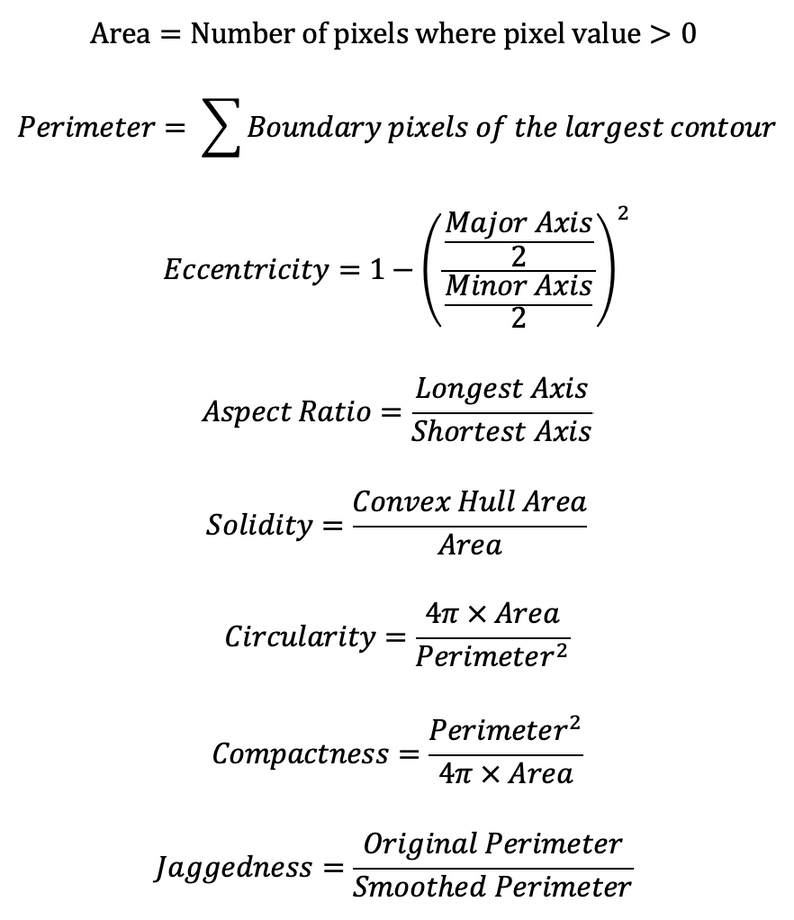 Area = Number of pixels where pixel value > 0
Perimeter = ∑ Boundary pixels of the largest contour
Eccentricity = 1 − ((Major Axis / 2) / (Minor Axis / 2))²
Aspect Ratio = Longest Axis / Shortest Axis
Solidity = Convex Hull Area / Area
Circularity = 4π × Area / Perimeter²
Compactness = Perimeter² / 4π × Area
Jaggedness = Original Perimeter / Smoothed Perimeter